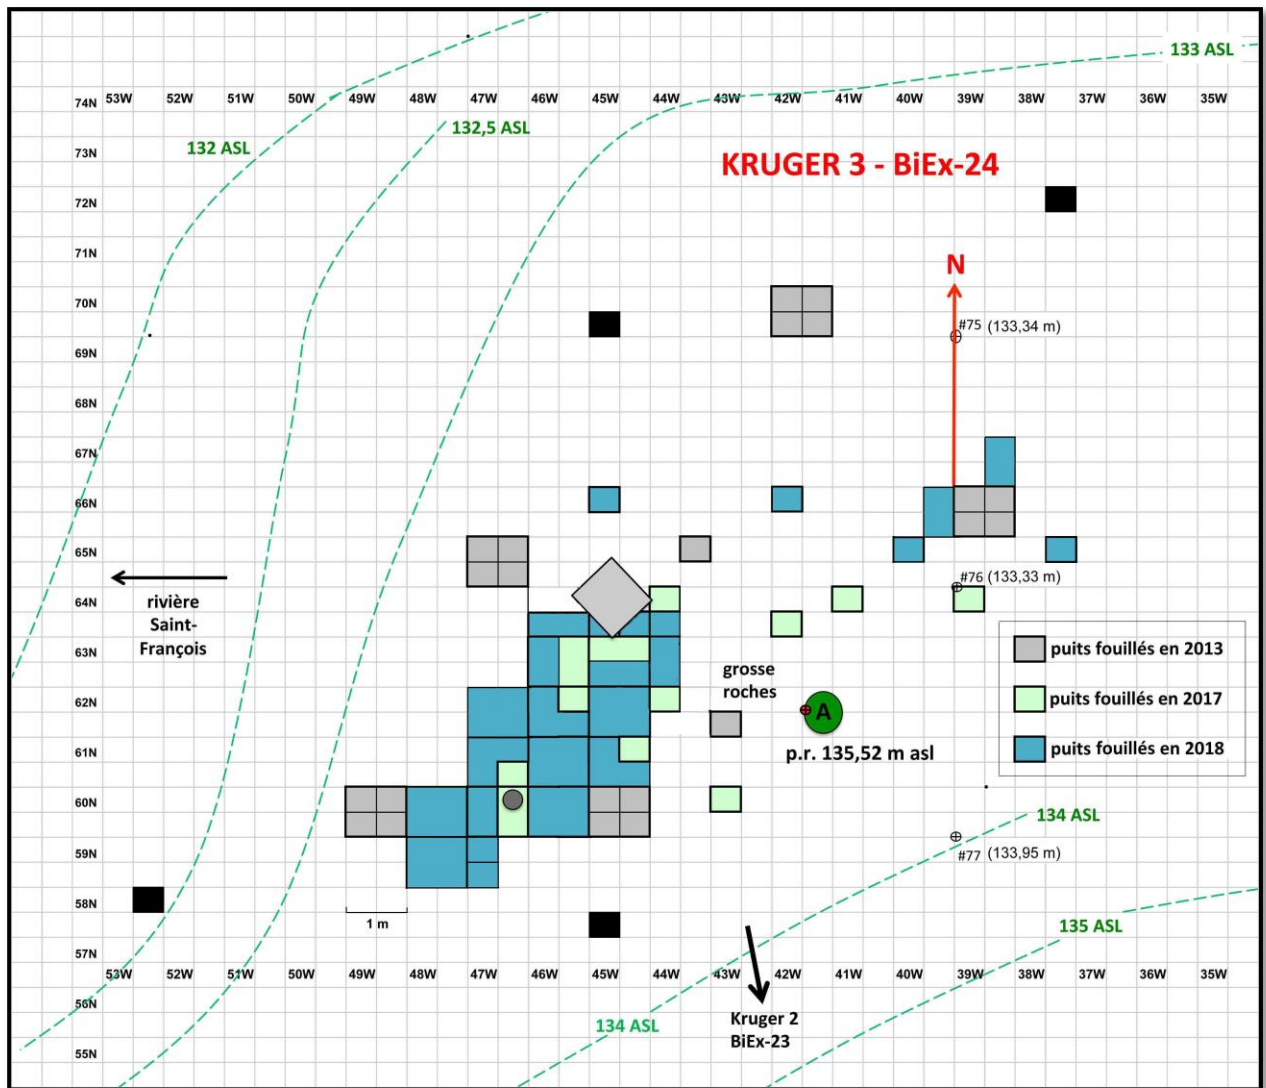 133 ASL
74N 53W 52W 51W 50W 49W 48W 47W 46W 45W 44W 43W 42W 41W 40W 39W 38W 37W 36W 35W
132 ASL
132,5 ASL
73N
KRUGER 3 - BiEx-24
72N
71N
N
70N
#75 (133,34 m)
69N
68N
67N
66N
65N
#76 (133,33 m)
64N
rivière
Saint-
François
63N
puits fouillés en 2013
grosse
roches
62N
puits fouillés en 2017
A
61N
p.r. 135,52 m asl
puits fouillés en 2018
60N
134 ASL
59N
#77 (133,95 m)
58N
1 m
135 ASL
57N
53W 52W 51W 50W 49W 48W 47W 46W 45W 44W 43W 42W 41W 40W 39W 38W 37W 36W 35W
56N
134 ASL
Kruger 2
BiEx-23
55N